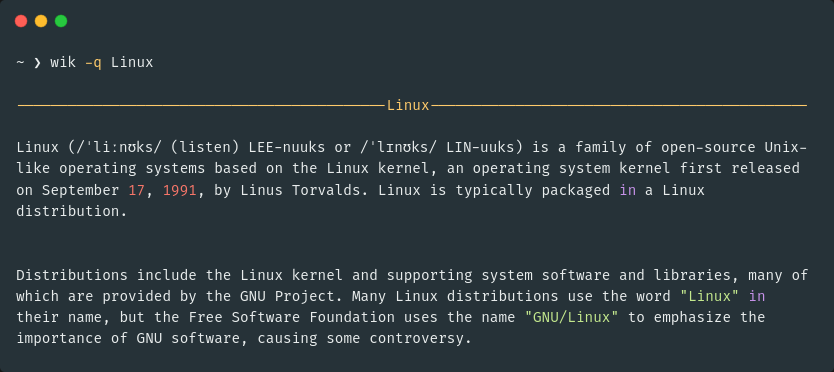 ~ ❯ wik -q Linux
Linux
Linux (/ˈliːnʊks/ (listen) LEE-nuuks or /ˈlɪnʊks/ LIN-uuks) is a family of open-source Unix-
like operating systems based on the Linux kernel, an operating system kernel first released
on September 17, 1991, by Linus Torvalds. Linux is typically packaged in a Linux
distribution.
Distributions include the Linux kernel and supporting system software and libraries, many of
which are provided by the GNU Project. Many Linux distributions use the word "Linux" in
their name, but the Free Software Foundation uses the name "GNU/Linux" to emphasize the
importance of GNU software, causing some controversy.